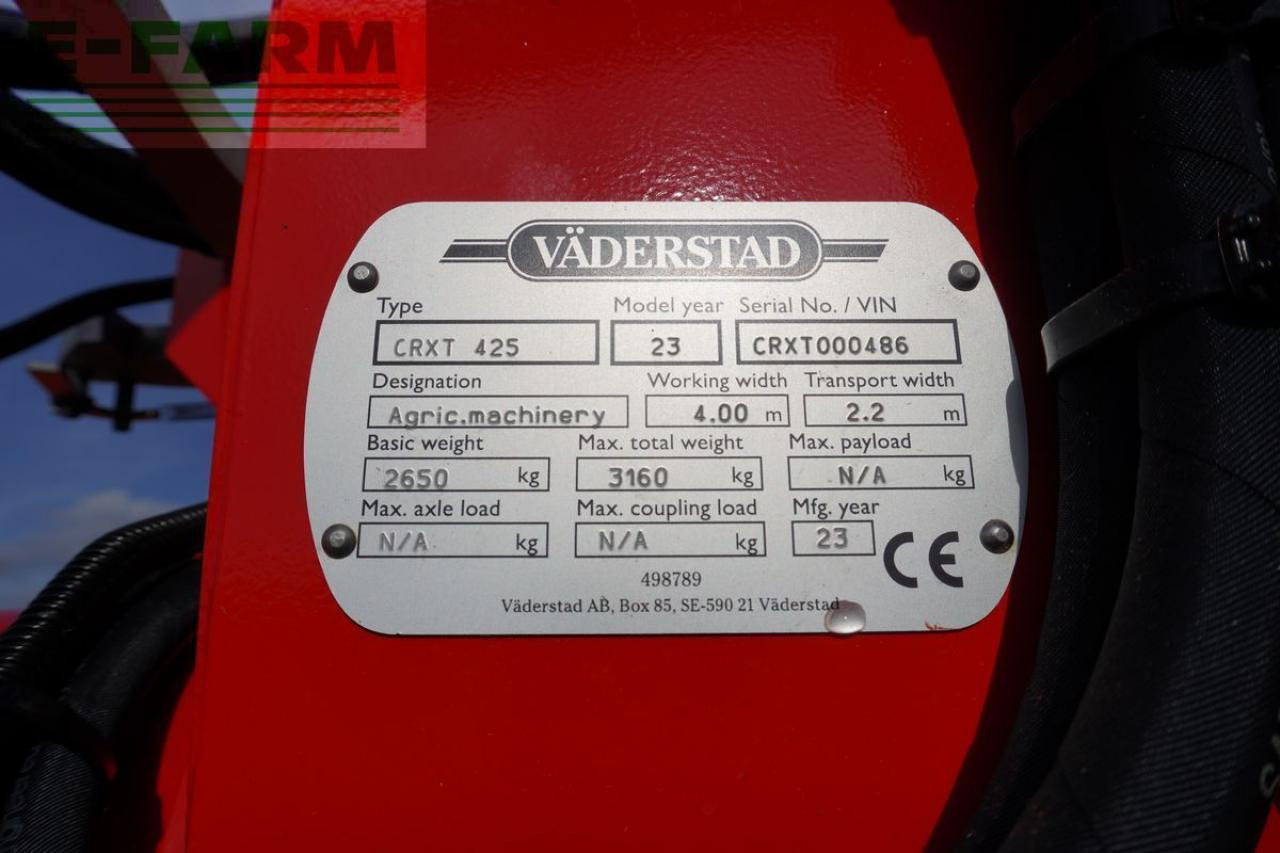 E-FARM
VÄDERSTAD
Type Model year Serial No. / VIN
CRXT 425 23 CRXT000486
Designation Working width Transport width
Agric.machinery 4.00 m 2.2 m
Basic weight Max. total weight Max. payload
2650 kg 3160 kg N/A kg
Max. axle load Max. coupling load Mfg. year
N/A kg N/A kg 23 CE
498789
Väderstad AB, Box 85, SE-590 21 Väderstad